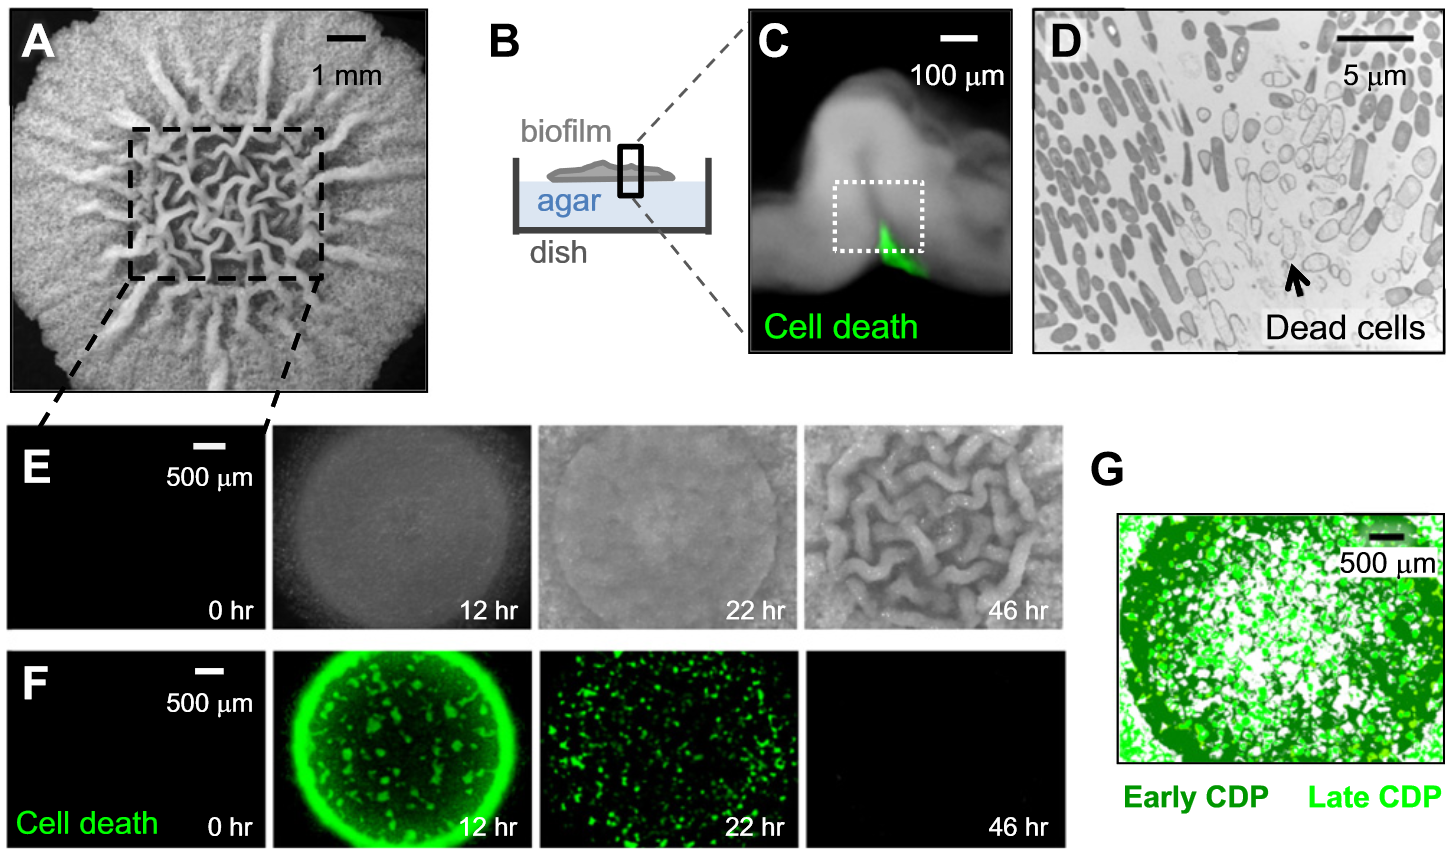 A
1 mm
B
biofilm
agar
dish
C
100 μm
Cell death
D
5 μm
Dead cells
E
500 μm
0 hr
12 hr
22 hr
46 hr
F
500 μm
Cell death
0 hr
12 hr
22 hr
46 hr
G
500 μm
Early CDP
Late CDP